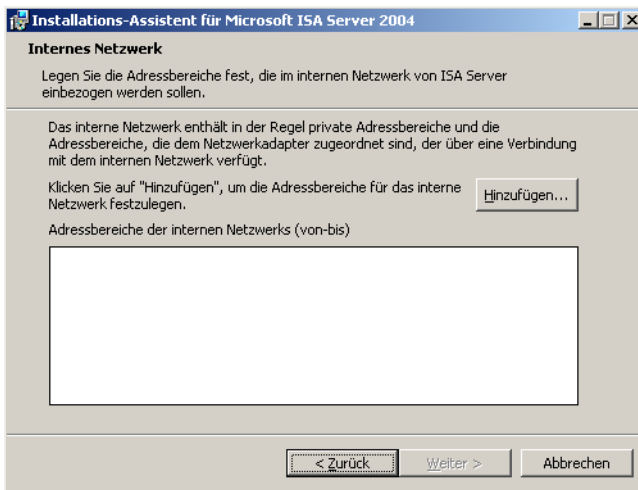 Installations-Assistent für Microsoft ISA Server 2004
Internes Netzwerk
Legen Sie die Adressbereiche fest, die im internen Netzwerk von ISA Server
einbezogen werden sollen.
Das interne Netzwerk enthält in der Regel private Adressbereiche und die
Adressbereiche, die dem Netzwerkadapter zugeordnet sind, der über eine Verbindung
mit dem internen Netzwerk verfügt.
Klicken Sie auf "Hinzufügen", um die Adressbereiche für das interne
Netzwerk festzulegen.
Hinzufügen...
Adressbereiche der internen Netzwerks (von-bis)
< Zurück
Weiter >
Abbrechen